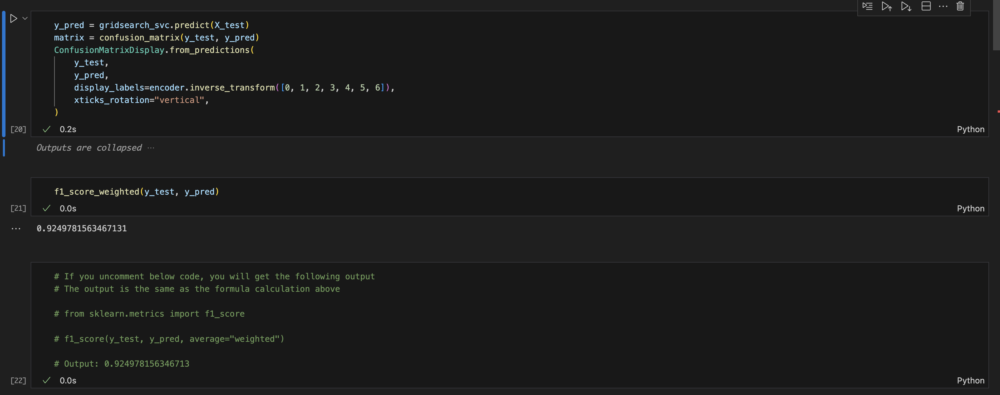 y_pred = gridsearch_svc.predict(X_test)
matrix = confusion_matrix(y_test, y_pred)
ConfusionMatrixDisplay.from_predictions(
    y_test,
    y_pred,
    display_labels=encoder.inverse_transform([0, 1, 2, 3, 4, 5, 6]),
    xticks_rotation="vertical",
)
[20] 0.2s Python
Outputs are collapsed ...
f1_score_weighted(y_test, y_pred)
[21] 0.0s Python
... 0.9249781563467131
# If you uncomment below code, you will get the following output
# The output is the same as the formula calculation above
# from sklearn.metrics import f1_score
# f1_score(y_test, y_pred, average="weighted")
# Output: 0.924978156346713
[22] 0.0s Python